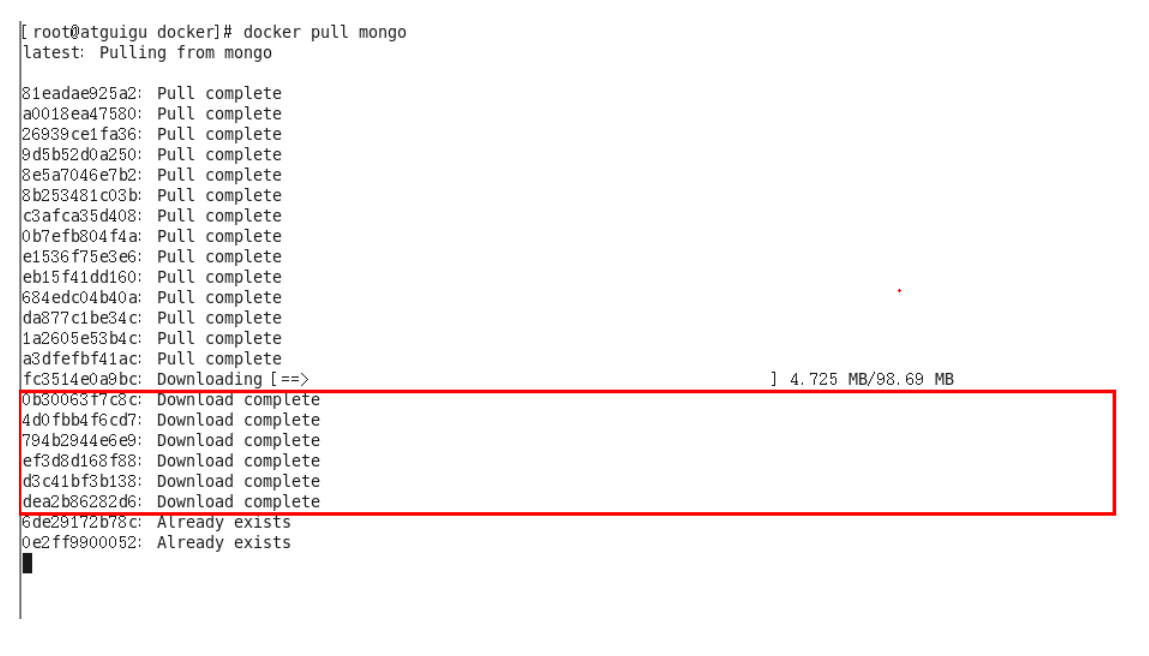 [root@atguigu docker]# docker pull mongo
latest: Pulling from mongo
81eadae925a2: Pull complete
a0018ea47580: Pull complete
26939ce1fa36: Pull complete
9d5b52d0a250: Pull complete
8e5a7046e7b2: Pull complete
8b253481c03b: Pull complete
c3afca35d408: Pull complete
0b7efb804f4a: Pull complete
e1536f75e3e6: Pull complete
eb15f41dd160: Pull complete
684edc04b40a: Pull complete
da877c1be34c: Pull complete
1a2605e53b4c: Pull complete
a3dfefbf41ac: Pull complete
fc3514e0a9bc: Downloading [==>                                                ] 4.725 MB/98.69 MB
0b30063f7c8c: Download complete
4d0fbb4f6cd7: Download complete
794b2944e6e9: Download complete
ef3d8d168f88: Download complete
d3c41bf3b138: Download complete
dea2b86282d6: Download complete
6de29172b78c: Already exists
0e2ff9900052: Already exists